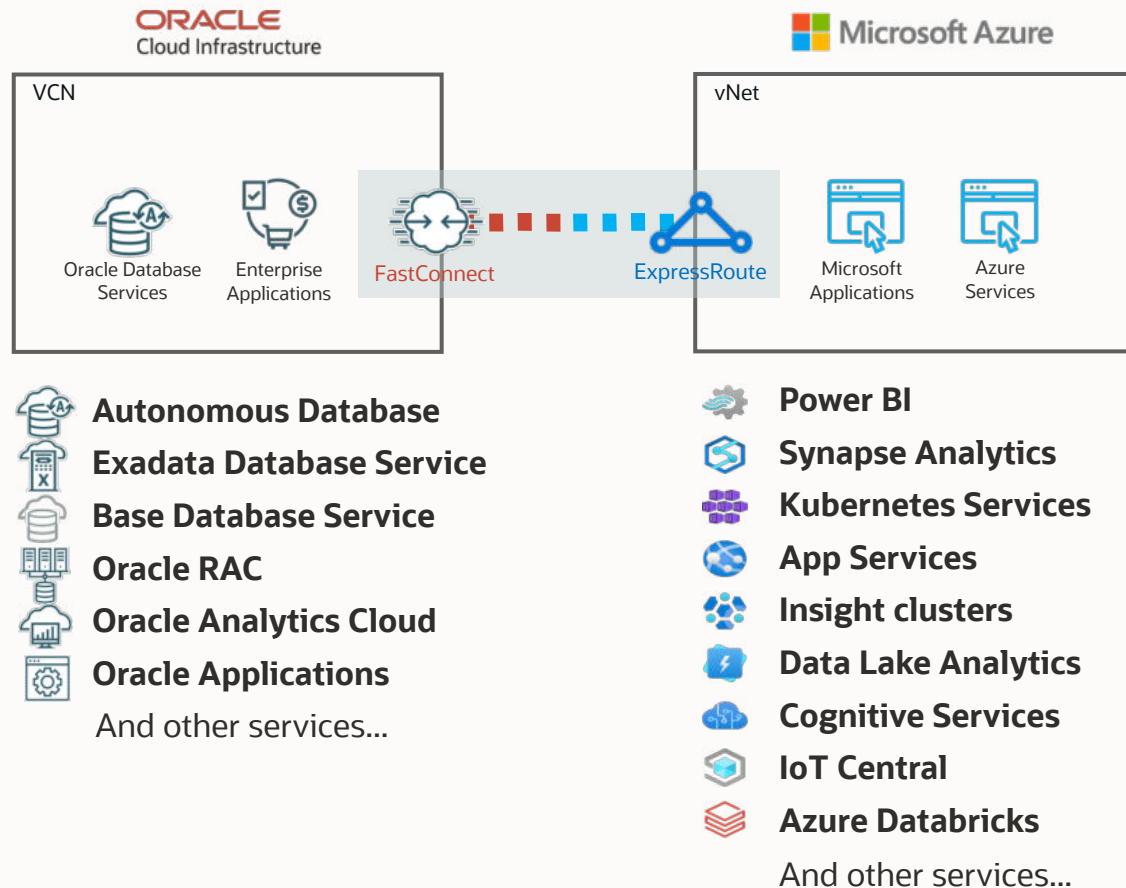 ORACLE
Cloud Infrastructure
Microsoft Azure
VCN
Oracle Database
Services
Enterprise
Applications
FastConnect
ExpressRoute
vNet
Microsoft
Applications
Azure
Services
A
$
Autonomous Database
Exadata Database Service
Base Database Service
Oracle RAC
Oracle Analytics Cloud
Oracle Applications
And other services...
A
X
Power BI
Synapse Analytics
Kubernetes Services
App Services
Insight clusters
Data Lake Analytics
Cognitive Services
IoT Central
Azure Databricks
And other services...